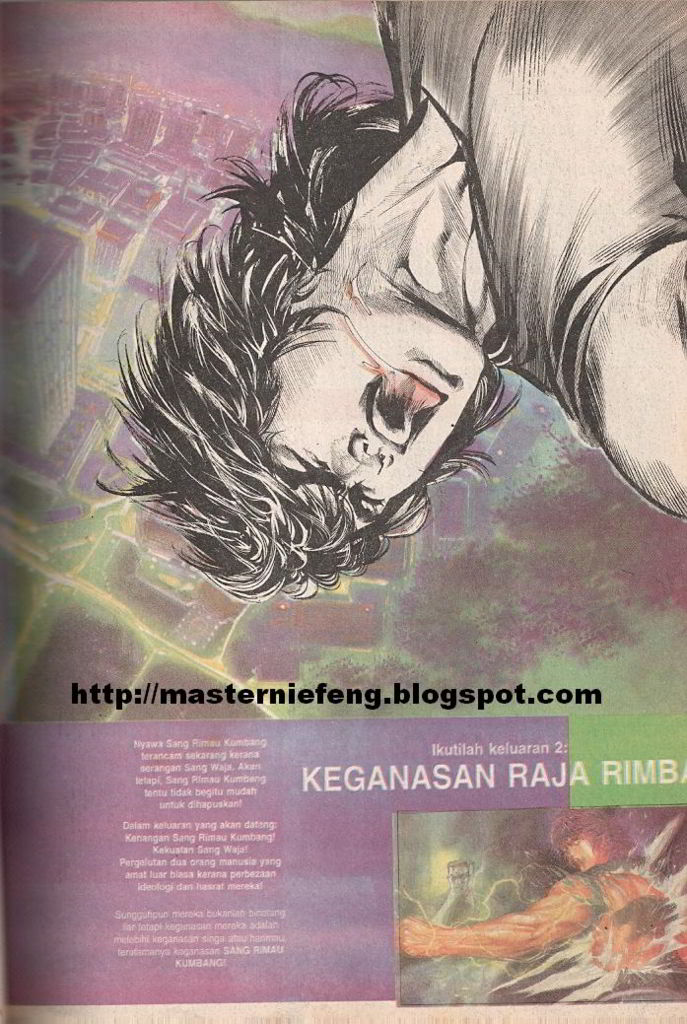 http://masterniefeng.blogspot.com
Nyawa Sang Rimau Kumbang
terancam sekarang kerana
serangan Sang Waja. Akan
tetapi, Sang Rimau Kumbang
tentu tidak begitu mudah
untuk dihapuskan!
Dalam keluaran yang akan datang:
Kenangan Sang Rimau Kumbang!
Kekuatan Sang Waja!
Pergelutan dua orang manusia yang
amat luar biasa kerana perbezaan
ideologi dan hasrat mereka!
Sungguhpun mereka bukanlah binatang
liar tetapi keganasan mereka adalah
melebihi keganasan singa atau harimau,
terutamanya keganasan SANG RIMAU
KUMBANG!
Ikutilah keluaran 2:
KEGANASAN RAJA RIMBA